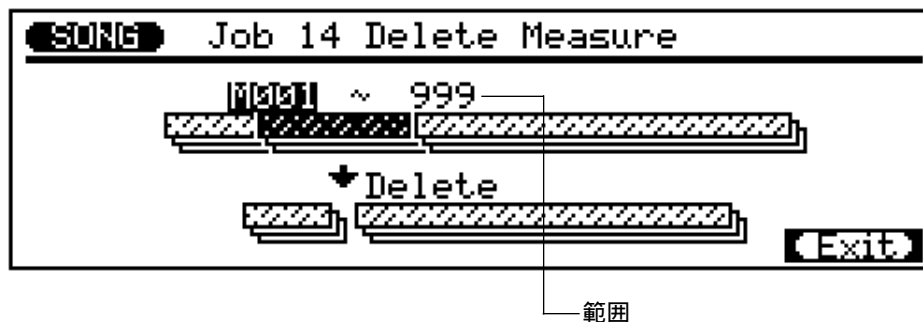 SONG Job 14 Delete Measure
M001 ~ 999
Delete
Exit
範囲